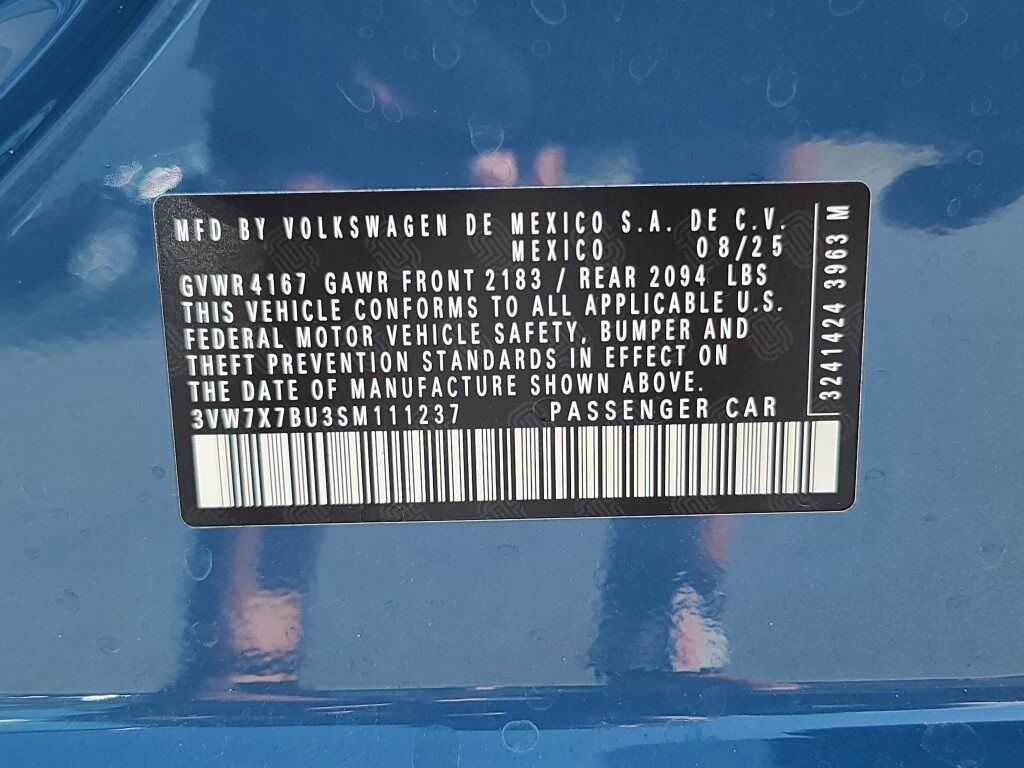 MFD BY VOLKSWAGEN DE MEXICO S.A. DE C.V.
MEXICO 08/25
GVWR 4167 GAWR FRONT 2183 / REAR 2094 LBS
THIS VEHICLE CONFORMS TO ALL APPLICABLE U.S.
FEDERAL MOTOR VEHICLE SAFETY, BUMPER AND
THEFT PREVENTION STANDARDS IN EFFECT ON
THE DATE OF MANUFACTURE SHOWN ABOVE.
3VW7X7BU3SM111237 PASSENGER CAR
3241424 3963 M